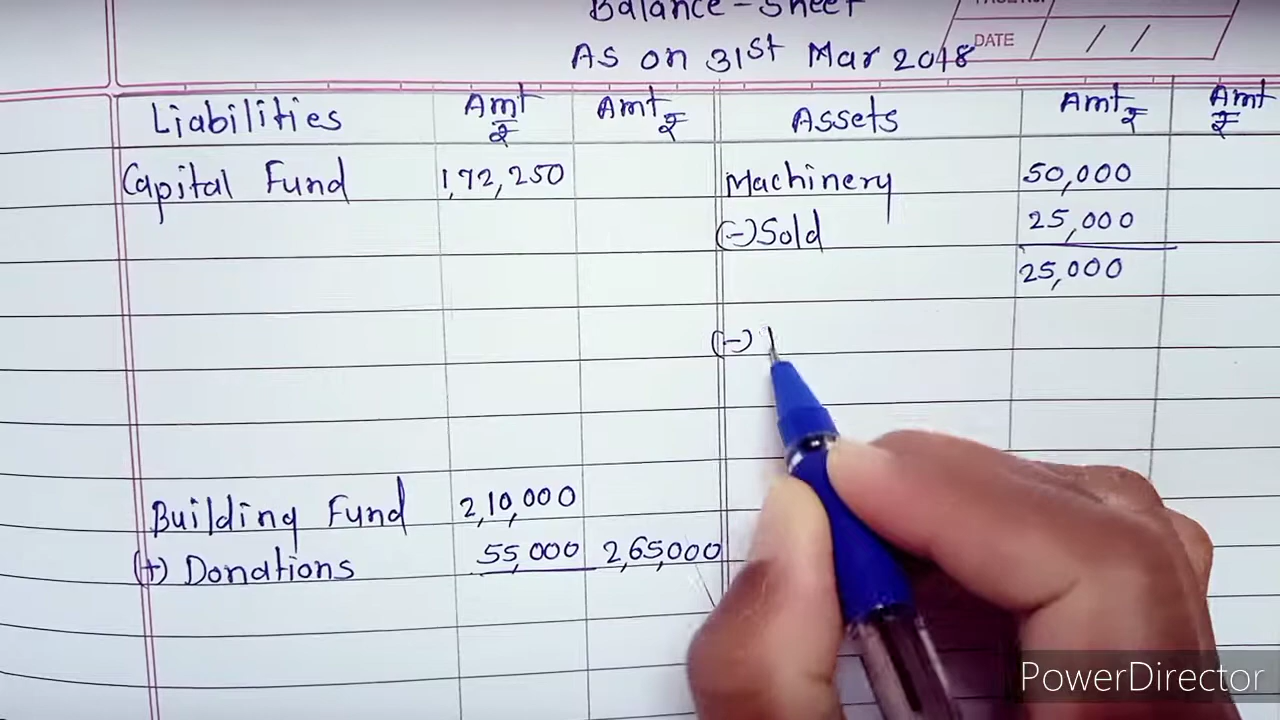 Balance-Sheet
As on 31st Mar 2018
DATE / /
Liabilities Amt ₹ Amt ₹ Assets Amt ₹ Amt ₹
Capital Fund 1,72,250 Machinery 50,000
(-) Sold 25,000
25,000
(-)
Building Fund 2,10,000
(+) Donations 55,000 2,65,000
PowerDirector